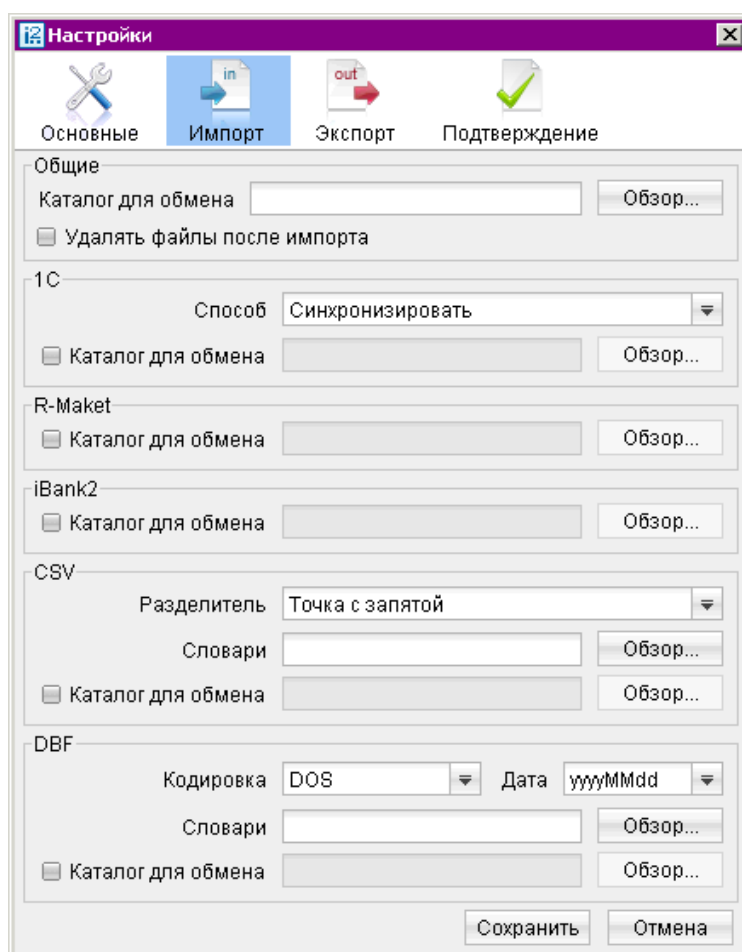 i2 Настройки
in out
Основные Импорт Экспорт Подтверждение
Общие
Каталог для обмена Обзор...
Удалять файлы после импорта
1С
Способ Синхронизировать
Каталог для обмена Обзор...
R-Maket
Каталог для обмена Обзор...
iBank2
Каталог для обмена Обзор...
CSV
Разделитель Точка с запятой
Словари Обзор...
Каталог для обмена Обзор...
DBF
Кодировка DOS Дата yyyyMMdd
Словари Обзор...
Каталог для обмена Обзор...
Сохранить Отмена